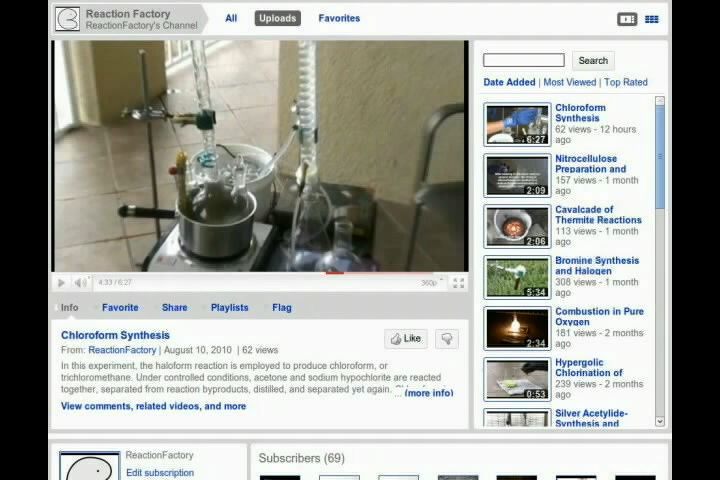 Reaction Factory
ReactionFactory's Channel
All
Uploads
Favorites
4:33 / 6:27
360p
Info
Favorite
Share
Playlists
Flag
Chloroform Synthesis
Like
From: ReactionFactory | August 10, 2010 | 62 views
In this experiment, the haloform reaction is employed to produce chloroform, or
trichloromethane. Under controlled conditions, acetone and sodium hypochlorite are reacted
together, separated from reaction byproducts, distilled, and separated yet again.
... (more info)
View comments, related videos, and more
Search
Date Added | Most Viewed | Top Rated
6:27
Chloroform
Synthesis
62 views - 12 hours
ago
2:09
Nitrocellulose
Preparation and
157 views - 1 month
ago
2:06
Cavalcade of
Thermite Reactions
113 views - 1 month
ago
5:34
Bromine Synthesis
and Halogen
308 views - 1 month
ago
2:34
Combustion in Pure
Oxygen
181 views - 2 months
ago
0:53
Hypergolic
Chlorination of
239 views - 2 months
ago
Silver Acetylide-
Synthesis and
ReactionFactory
Edit subscription
Subscribers (69)